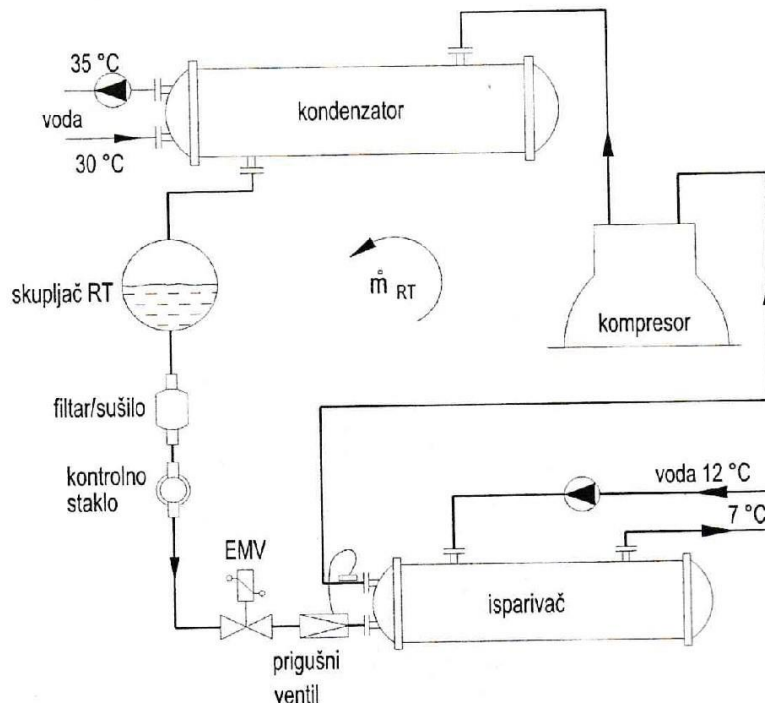 35 °C
voda
30 °C
kondenzator
skupljač RT
ṁ RT
kompresor
filtar/sušilo
kontrolno
staklo
voda 12 °C
7 °C
EMV
isparivač
prigušni
ventil